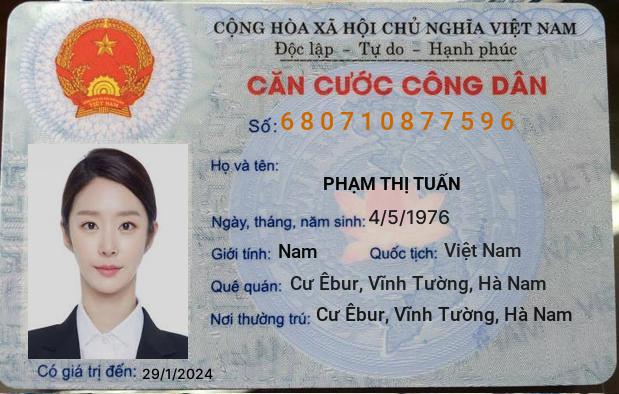 CỘNG HÒA XÃ HỘI CHỦ NGHĨA VIỆT NAM
Độc lập - Tự do - Hạnh phúc
CĂN CƯỚC CÔNG DÂN
Số: 680710877596
Họ và tên:
PHẠM THỊ TUẤN
Ngày, tháng, năm sinh: 4/5/1976
Giới tính: Nam Quốc tịch: Việt Nam
Quê quán: Cư Êbur, Vĩnh Tường, Hà Nam
Nơi thường trú: Cư Êbur, Vĩnh Tường, Hà Nam
Có giá trị đến: 29/1/2024
VIỆT NAM